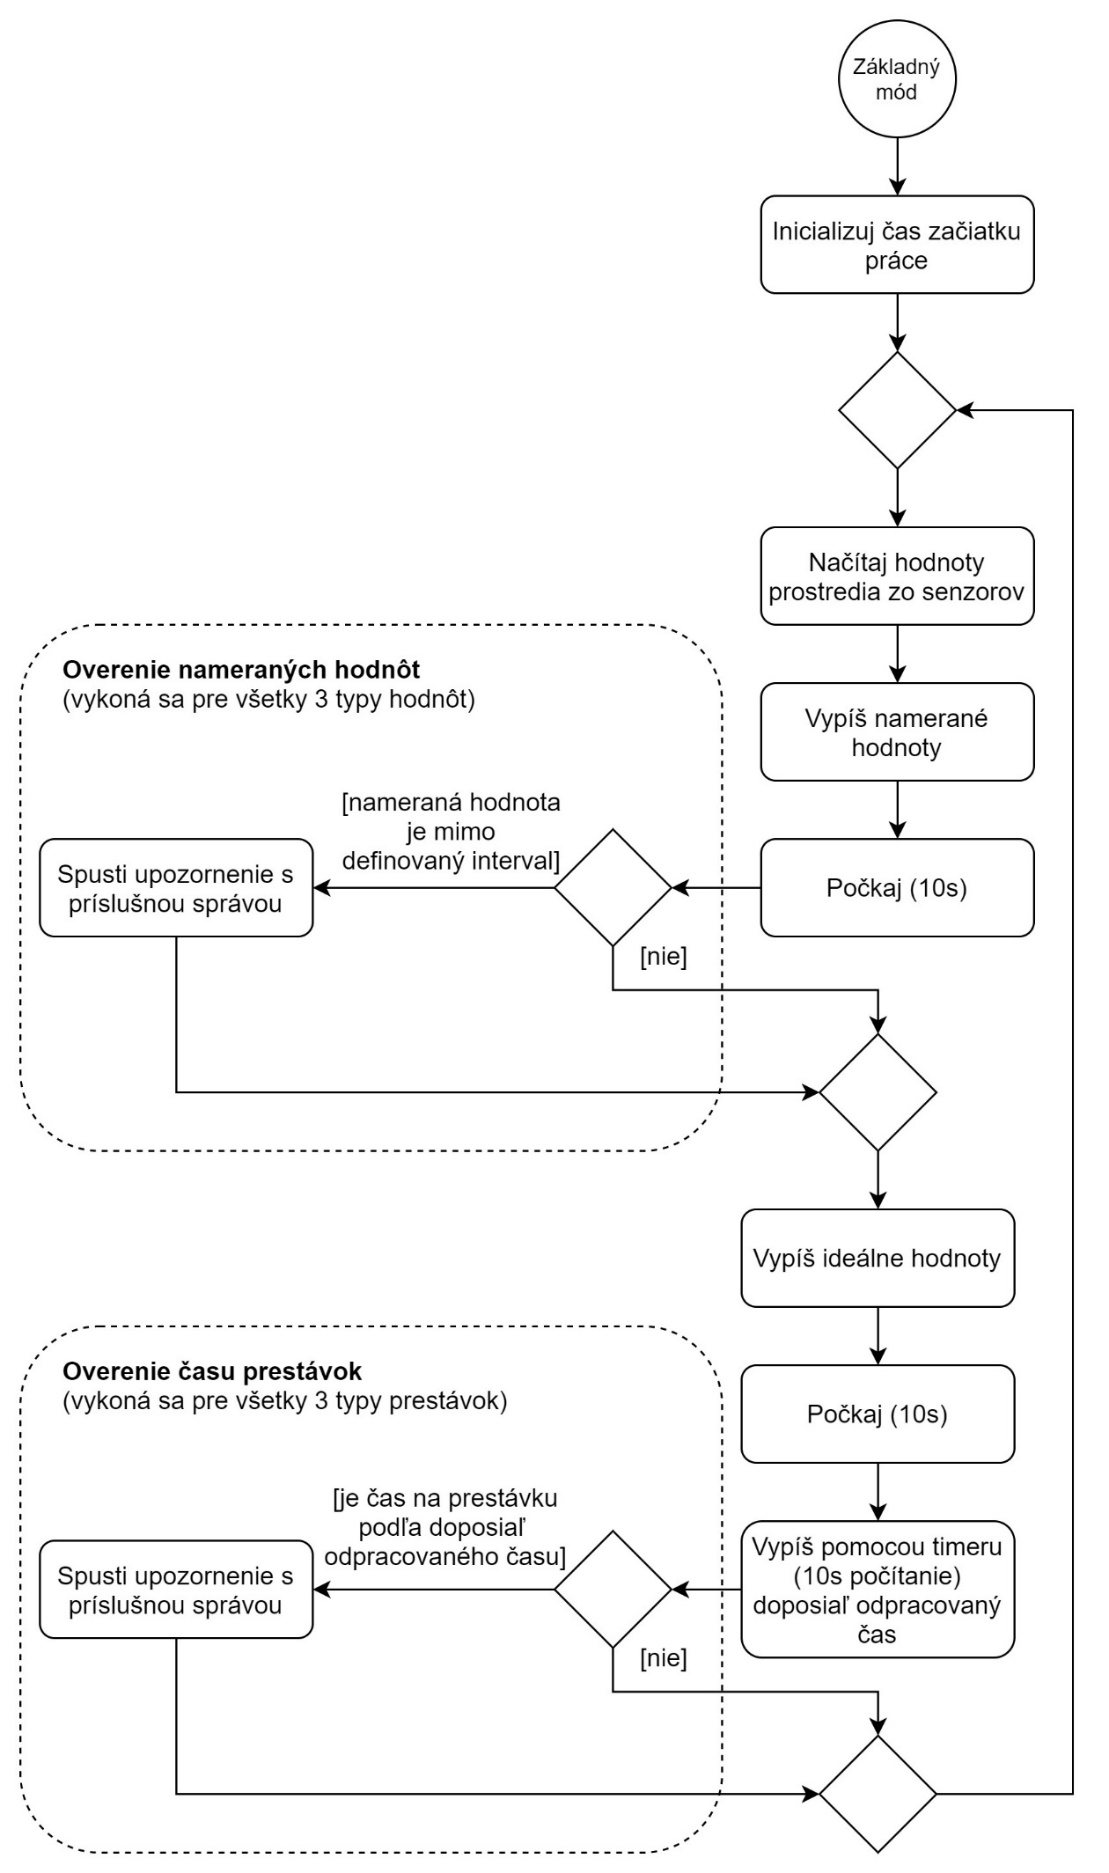 Základný
mód
Inicializuj čas začiatku
práce
Načítaj hodnoty
prostredia zo senzorov
Vypíš namerané
hodnoty
Počkaj (10s)
Overenie nameraných hodnôt
(vykoná sa pre všetky 3 typy hodnôt)
[nameraná hodnota
je mimo
definovaný interval]
Spusti upozornenie s
príslušnou správou
[nie]
Vypíš ideálne hodnoty
Počkaj (10s)
Vypíš pomocou timeru
(10s počítanie)
doposiaľ odpracovaný
čas
Overenie času prestávok
(vykoná sa pre všetky 3 typy prestávok)
[je čas na prestávku
podľa doposiaľ
odpracovaného času]
Spusti upozornenie s
príslušnou správou
[nie]